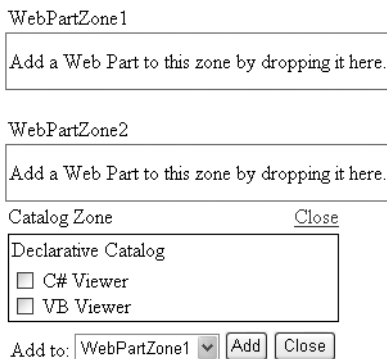 WebPartZone1
Add a Web Part to this zone by dropping it here.
WebPartZone2
Add a Web Part to this zone by dropping it here.
Catalog Zone Close
Declarative Catalog
C# Viewer
VB Viewer
Add to: WebPartZone1 Add Close